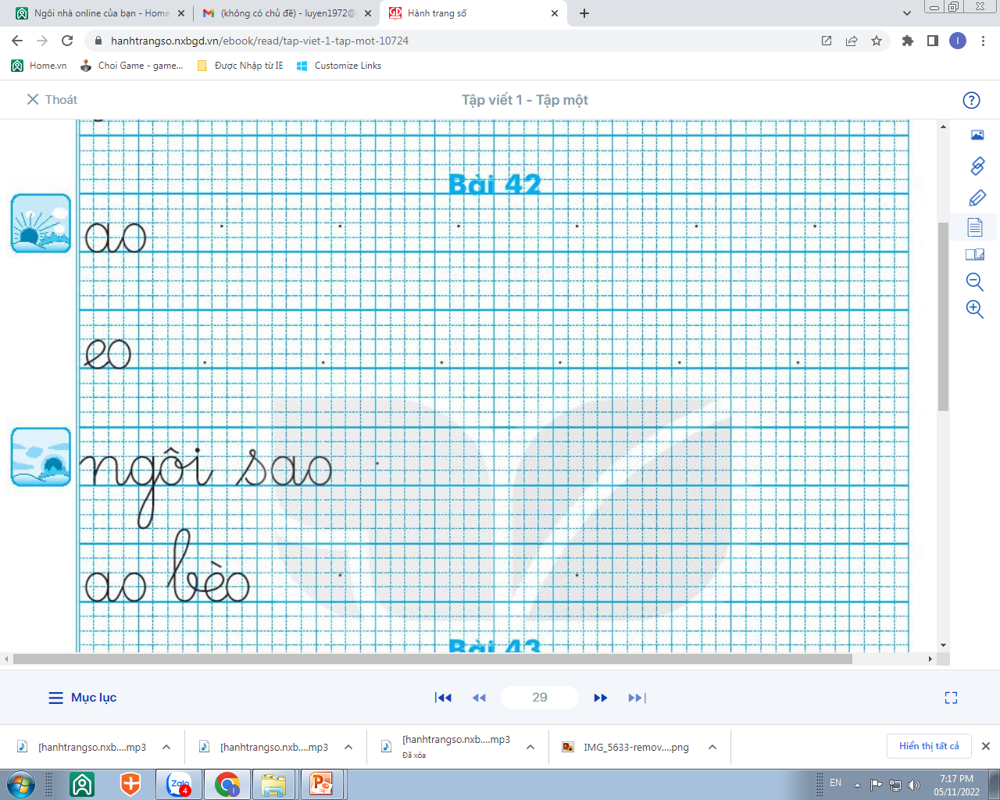 Ngôi nhà online của bạn - Home
(không có chủ đề) - luyen1972@
Hành trang số
hanhtrangso.nxbgd.vn/ebook/read/tap-viet-1-tap-mot-10724
I
Home.vn
Choi Game - game...
Được Nhập từ IE
Customize Links
Thoát
Tập viết 1 - Tập một
?
Bài 42
ao
eo
ngôi sao
ao bèo
Bài 43
Mục lục
29
[hanhtrangso.nxb....mp3
[hanhtrangso.nxb....mp3
[hanhtrangso.nxb....mp3
Đã xóa
IMG_5633-remov....png
Hiển thị tất cả
Zalo
4
EN
7:17 PM
05/11/2022